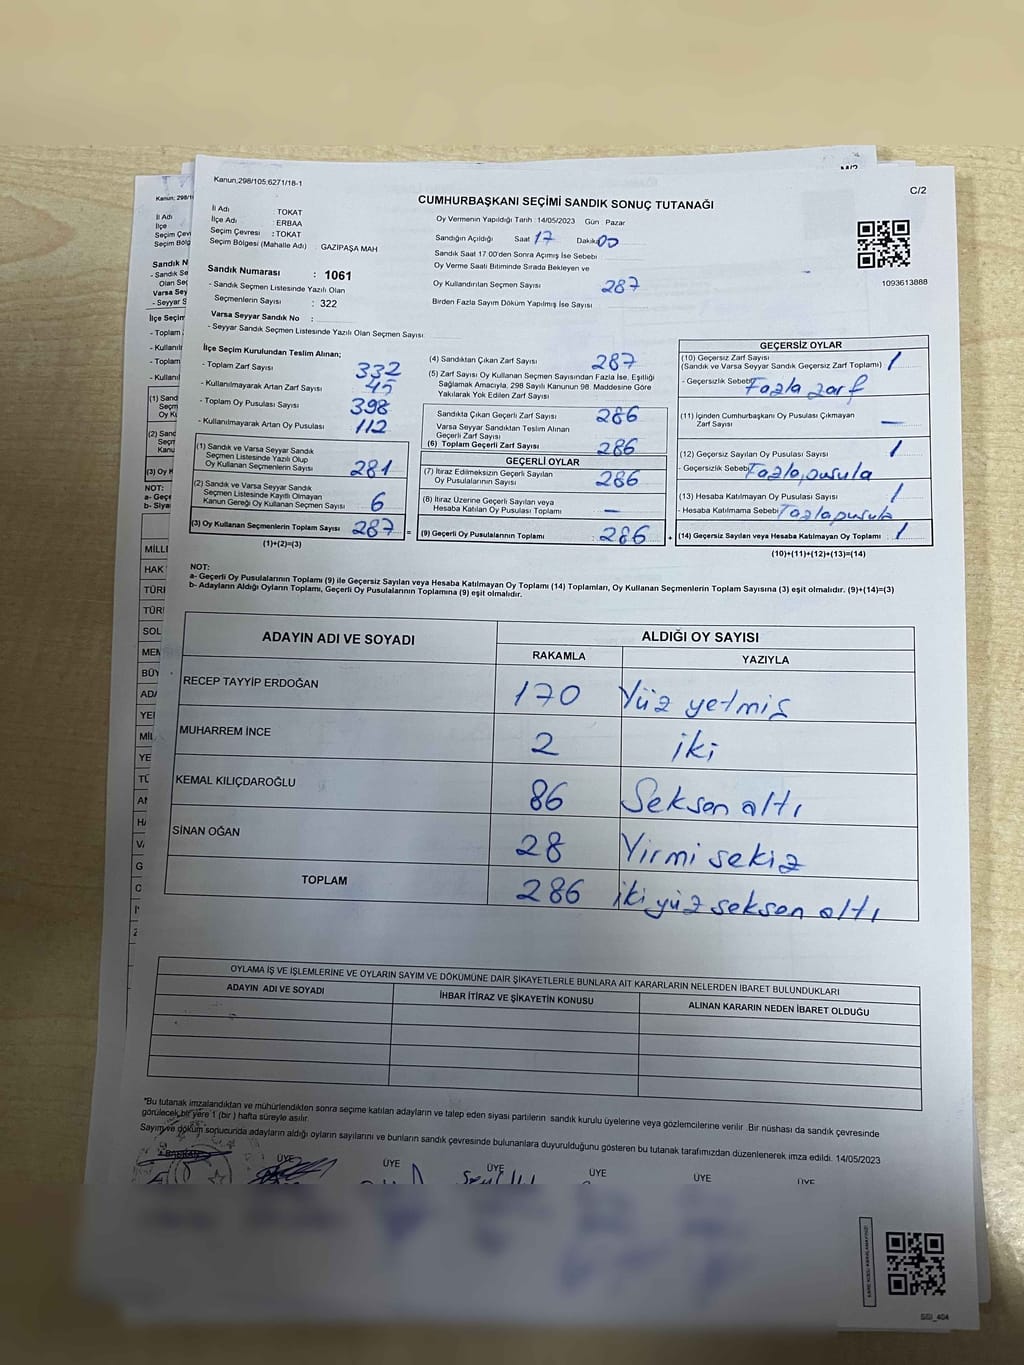 Kanun,298/105,6271/18-1
C/2
CUMHURBAŞKANI SEÇİMİ SANDIK SONUÇ TUTANAĞI
İl Adı : TOKAT
İlçe Adı : ERBAA
Seçim Çevresi : TOKAT
Seçim Bölgesi (Mahalle Adı) GAZİPAŞA MAH
Sandık Numarası : 1061
- Sandık Seçmen Listesinde Yazılı Olan
Seçmenlerin Sayısı : 322
Varsa Seyyar Sandık No :
- Seyyar Sandık Seçmen Listesinde Yazılı Olan Seçmen Sayısı:
Oy Vermenin Yapıldığı Tarih : 14/05/2023 Gün : Pazar
Sandığın Açıldığı Saat 17 Dakika 00
Sandık Saat 17:00'den Sonra Açımış İse Sebebi
Oy Verme Saati Bitiminde Sırada Bekleyen ve
Oy Kullandırılan Seçmen Sayısı 287
Birden Fazla Sayım Döküm Yapılmış İse Sayısı
1093613888
İlçe Seçim Kurulundan Teslim Alınan;
- Toplam Zarf Sayısı 332
- Kullanılmayarak Artan Zarf Sayısı 45
- Toplam Oy Pusulası Sayısı 398
- Kullanılmayarak Artan Oy Pusulası 112
(1) Sandık ve Varsa Seyyar Sandık
Seçmen Listesinde Yazılı Olup
Oy Kullanan Seçmenlerin Sayısı 281
(2) Sandık ve Varsa Seyyar Sandık
Seçmen Listesinde Kayıtlı Olmayan
Kanun Gereği Oy Kullanan Seçmen Sayısı 6
(3) Oy Kullanan Seçmenlerin Toplam Sayısı 287 =
(1)+(2)=(3)
(4) Sandıktan Çıkan Zarf Sayısı 287
(5) Zarf Sayısı Oy Kullanan Seçmen Sayısından Fazla İse, Eşitliği
Sağlamak Amacıyla, 298 Sayılı Kanunun 98. Maddesine Göre
Yakılarak Yok Edilen Zarf Sayısı
Sandıkta Çıkan Geçerli Zarf Sayısı 286
Varsa Seyyar Sandıktan Teslim Alınan
Geçerli Zarf Sayısı
(6) Toplam Geçerli Zarf Sayısı 286
GEÇERLİ OYLAR
(7) İtiraz Edilmeksizin Geçerli Sayılan
Oy Pusulalarının Sayısı 286
(8) İtiraz Üzerine Geçerli Sayılan veya
Hesaba Katılan Oy Pusulası Toplamı —
(9) Geçerli Oy Pusulalarının Toplamı : 286 +
GEÇERSİZ OYLAR
(10) Geçersiz Zarf Sayısı
(Sandık ve Varsa Seyyar Sandık Geçersiz Zarf Toplamı) 1
- Geçersizlik Sebebi Fazla zarf
(11) İçinden Cumhurbaşkanı Oy Pusulası Çıkmayan
Zarf Sayısı —
(12) Geçersiz Oy Pusulası Sayısı 1
- Geçersizlik Sebebi Fazla pusula
(13) Hesaba Katılmayan Oy Pusulası Sayısı 1
- Hesaba Katılmama Sebebi Fazla pusula
(14) Geçersiz Sayılan veya Hesaba Katılmayan Oy Toplamı : 1
(10)+(11)+(12)+(13)=(14)
NOT:
a- Geçerli Oy Pusulalarının Toplamı (9) ile Geçersiz Sayılan veya Hesaba Katılmayan Oy Toplamı (14) Toplamları, Oy Kullanan Seçmenlerin Toplam Sayısına (3) eşit olmalıdır. (9)+(14)=(3)
b- Adayların Aldığı Oyların Toplamı, Geçerli Oy Pusulalarının Toplamına (9) eşit olmalıdır.
ADAYIN ADI VE SOYADI
ALDIĞI OY SAYISI
RAKAMLA YAZIYLA
RECEP TAYYİP ERDOĞAN 170 Yüz yetmiş
MUHARREM İNCE 2 iki
KEMAL KILIÇDAROĞLU 86 Seksen altı
SİNAN OĞAN 28 Yirmi sekiz
TOPLAM 286 iki yüz seksen altı
OYLAMA İŞ VE İŞLEMLERİNE VE OYLARIN SAYIM VE DÖKÜMÜNE DAİR ŞİKAYETLERLE BUNLARA AİT KARARLARIN NELERDEN İBARET BULUNDUKLARI
ADAYIN ADI VE SOYADI İHBAR İTİRAZ VE ŞİKAYETİN KONUSU ALINAN KARARIN NEDEN İBARET OLDUĞU
*Bu tutanak imzalandıktan ve mühürlendikten sonra seçime katılan adayların ve talep eden siyasi partilerin sandık kurulu üyelerine veya gözlemcilerine verilir .Bir nüshası da sandık çevresinde
görülecek bir yere 1 (bir ) hafta süreyle asılır.
Sayım ve döküm sonucunda adayların aldığı oyların sayılarını ve bunların sandık çevresinde bulunanlara duyurulduğunu gösteren bu tutanak tarafımızdan düzenlenerek imza edildi. 14/05/2023
BAŞKAN ÜYE ÜYE ÜYE ÜYE ÜYE ÜYE